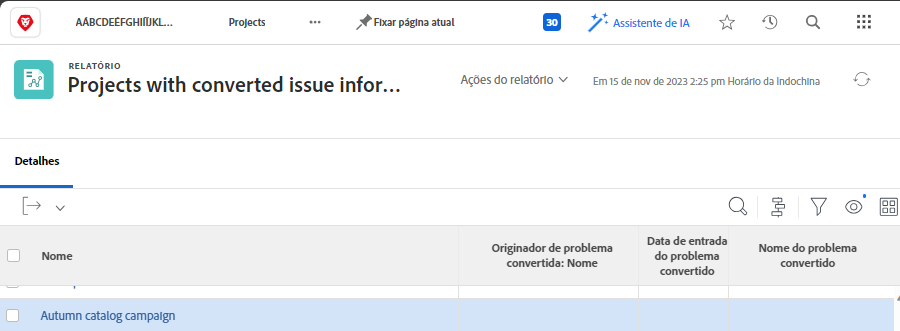 AÁBCDEÉFGHIÍIJKL... Projects ••• Fixar página atual 30 Assistente de IA
RELATÓRIO
Projects with converted issue infor...
Ações do relatório
Em 15 de nov de 2023 2:25 pm Horário da Indochina
Detalhes
Nome
Originador de problema
convertida: Nome
Data de entrada
do problema
convertido
Nome do problema
convertido
Autumn catalog campaign